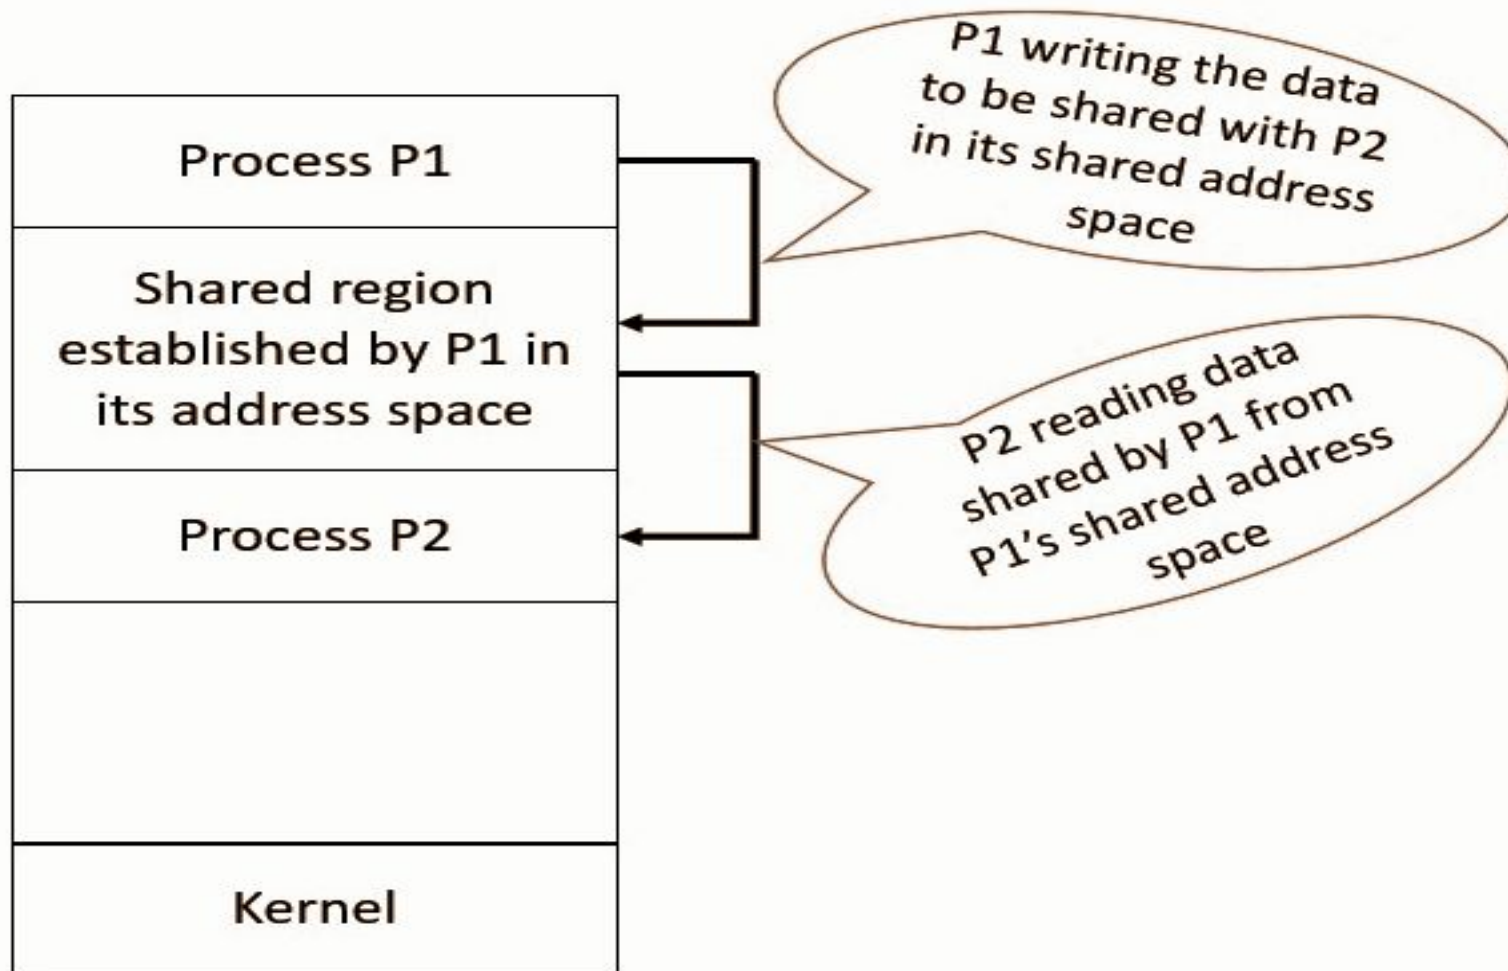 Process P1
Shared region
established by P1 in
its address space
Process P2
Kernel
P1 writing the data
to be shared with P2
in its shared address
space
P2 reading data
shared by P1 from
P1's shared address
space